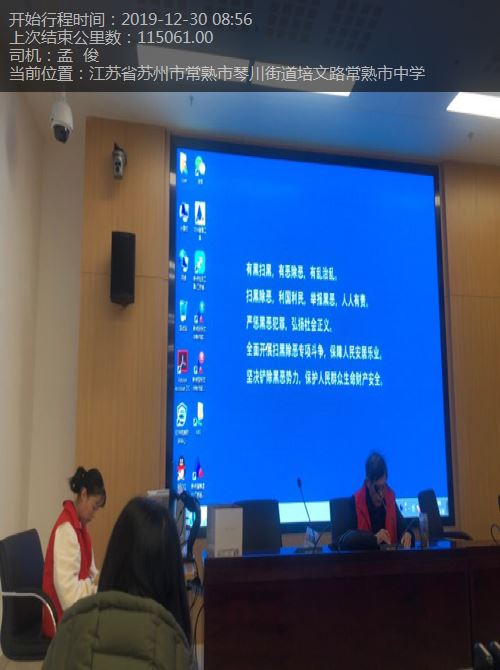 开始行程时间：2019-12-30 08:56
上次结束公里数：115061.00
司机：孟 俊
当前位置：江苏省苏州市常熟市琴川街道培文路常熟市中学
有黑扫黑，有恶除恶，有乱治乱。
扫黑除恶，利国利民，举报黑恶，人人有责。
严惩黑恶犯罪，弘扬社会正义。
全面开展扫黑除恶专项斗争，保障人民安居乐业。
坚决铲除黑恶势力，保护人民群众生命财产安全。